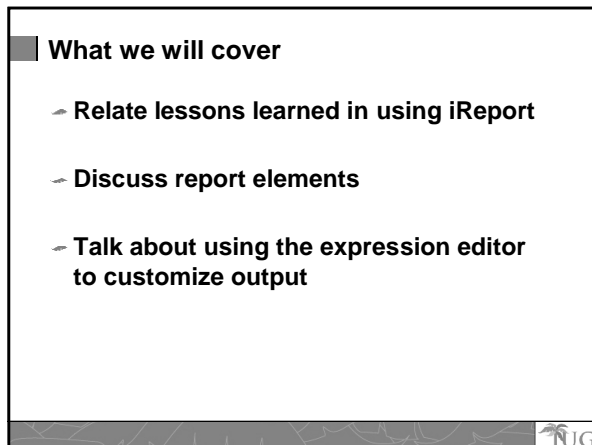 What we will cover
Relate lessons learned in using iReport
Discuss report elements
Talk about using the expression editor
to customize output